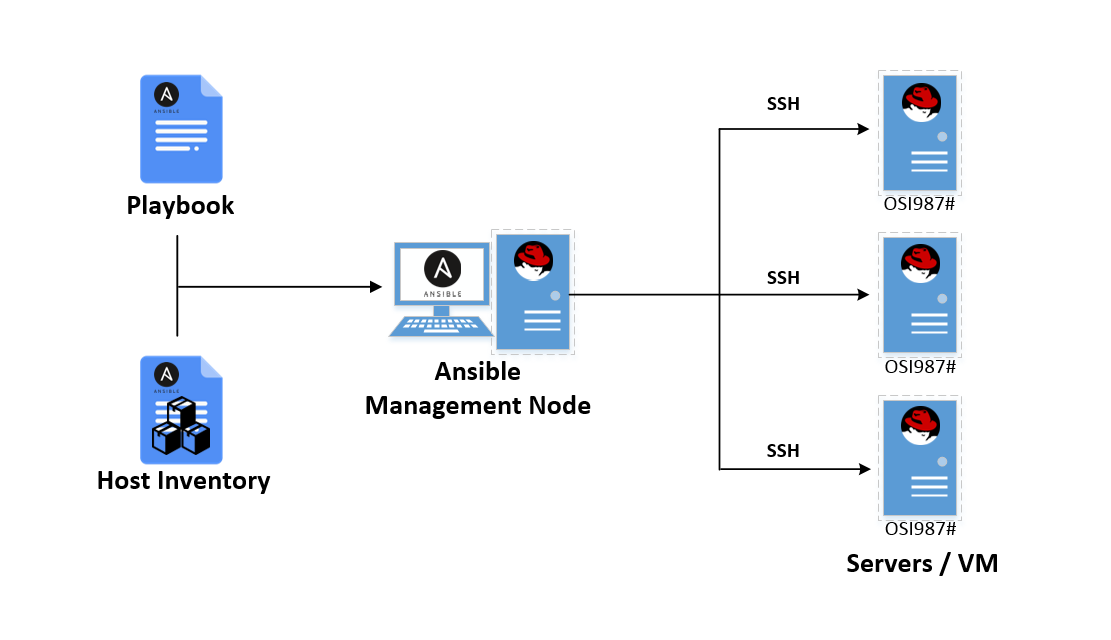 ANSIBLE
Playbook
ANSIBLE
Host Inventory
ANSIBLE
Ansible
Management Node
SSH
OSI987#
SSH
OSI987#
SSH
OSI987#
Servers / VM